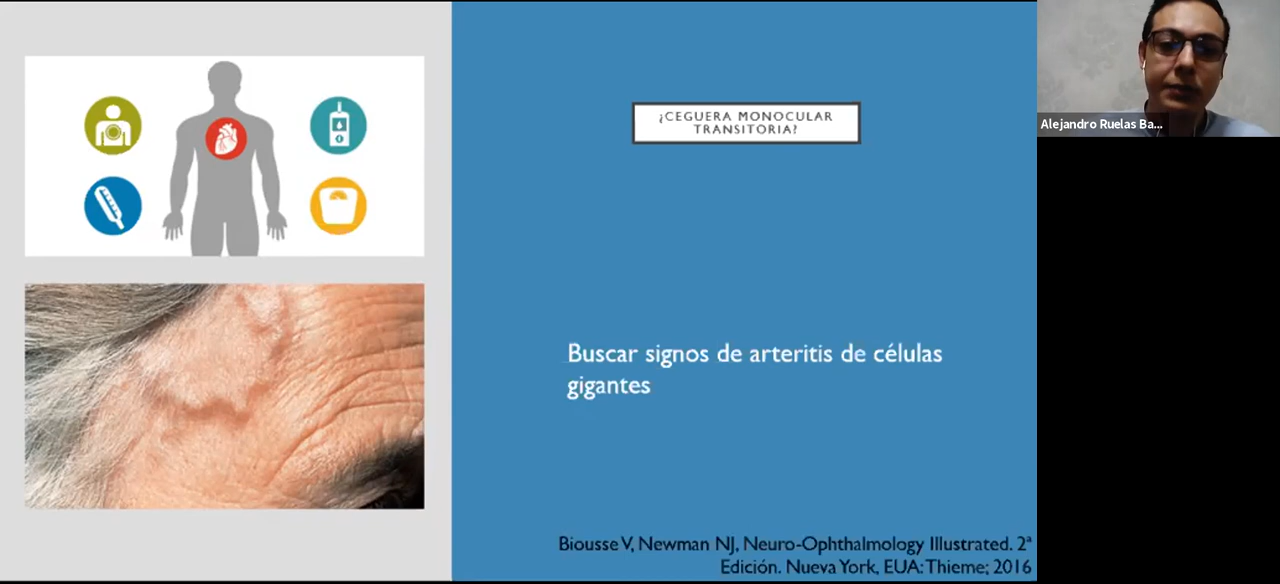 ¿CEGUERA MONOCULAR
TRANSITORIA?
Alejandro Ruelas Ba...
Buscar signos de arteritis de células
gigantes
Biousse V, Newman NJ, Neuro-Ophthalmology Illustrated. 2ª
Edición. Nueva York, EUA: Thieme; 2016